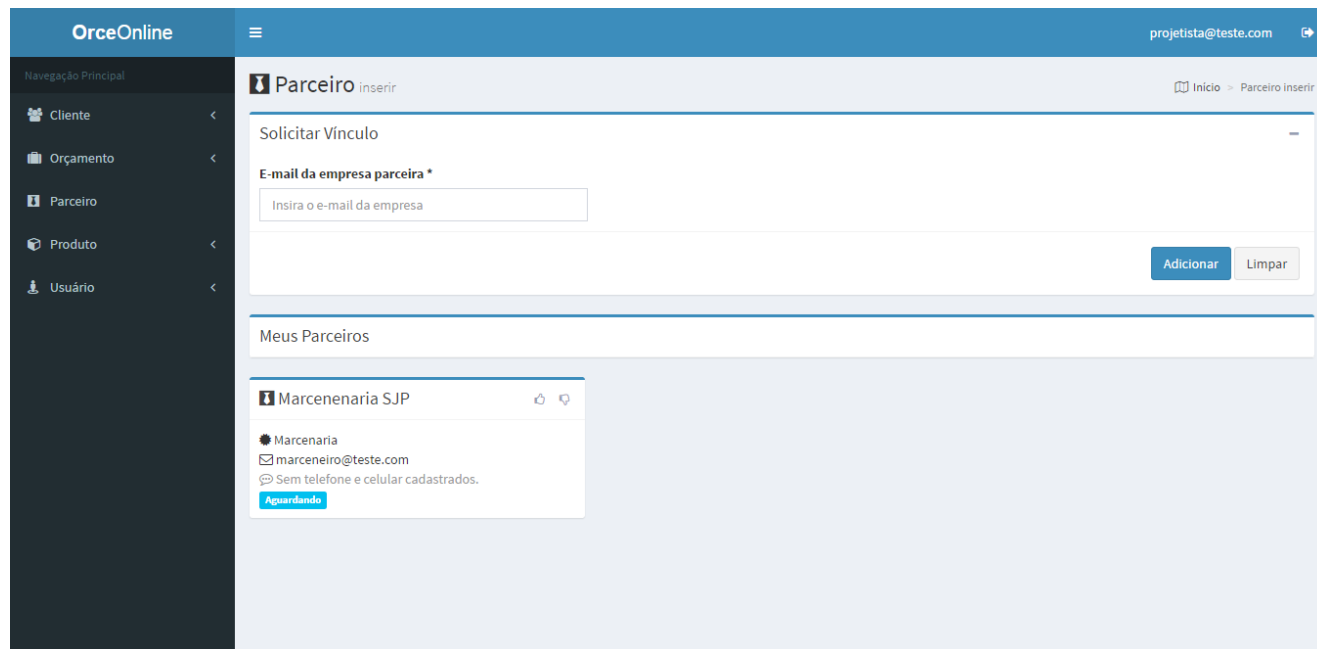 OrceOnline
projetista@teste.com
Navegação Principal
Cliente
Orçamento
Parceiro
Produto
Usuário
Parceiro inserir
Início > Parceiro inserir
Solicitar Vínculo
E-mail da empresa parceira *
Insira o e-mail da empresa
Adicionar Limpar
Meus Parceiros
Marcenenaria SJP
Marcenaria
marceneiro@teste.com
Sem telefone e celular cadastrados.
Aguardando